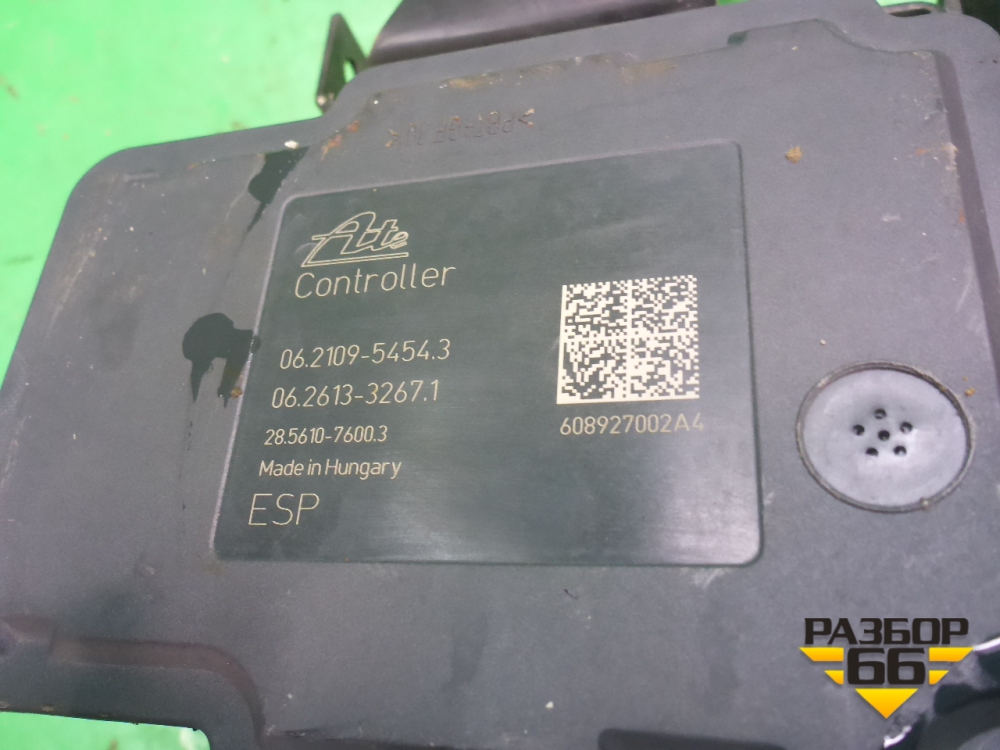 Ate
Controller
06.2109-5454.3
06.2613-3267.1
28.5610-7600.3
Made in Hungary
ESP
608927002A4
РАЗБОР
66